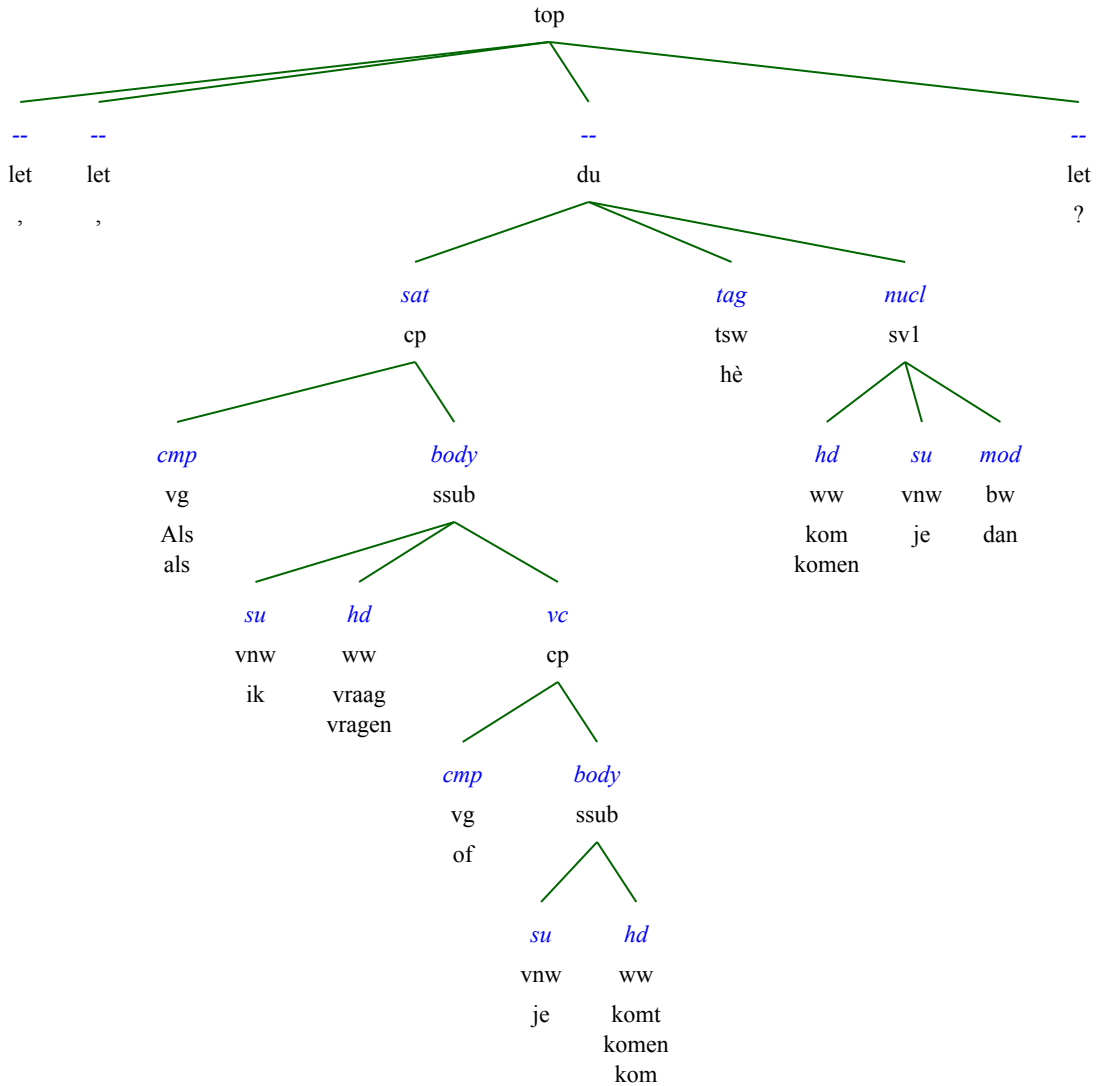 top
-- -- -- --
let let du let
, , ?
sat tag nucl
cp tsw sv1
hè
cmp body hd su mod
vg ssub ww vnw bw
Als kom je dan
als komen
su hd vc
vnw ww cp
ik vraag
vragen
cmp body
vg ssub
of
su hd
vnw ww
je komt
komen
kom